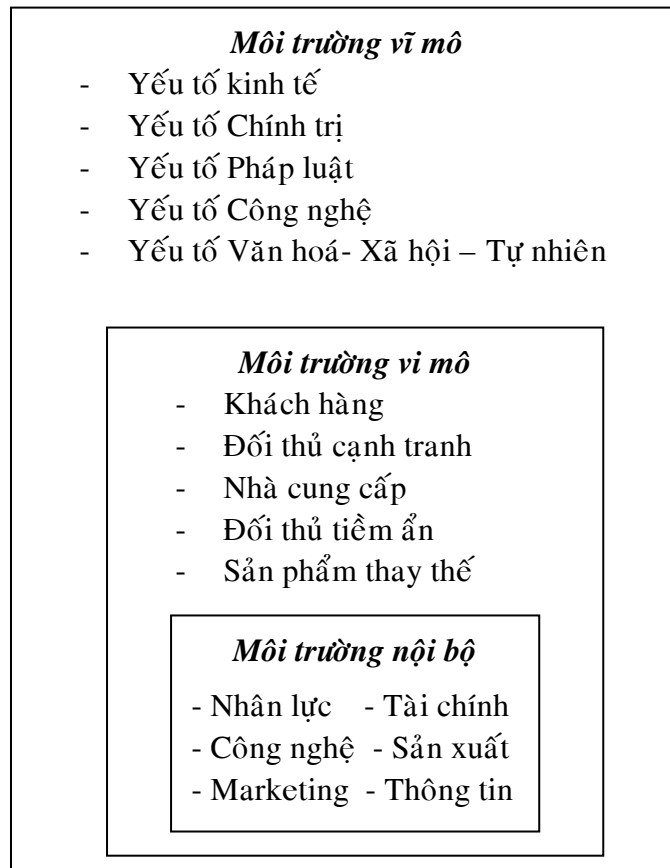 Môi trường vĩ mô
- Yếu tố kinh tế
- Yếu tố Chính trị
- Yếu tố Pháp luật
- Yếu tố Công nghệ
- Yếu tố Văn hoá- Xã hội – Tự nhiên
Môi trường vi mô
- Khách hàng
- Đối thủ cạnh tranh
- Nhà cung cấp
- Đối thủ tiềm ẩn
- Sản phẩm thay thế
Môi trường nội bộ
- Nhân lực - Tài chính
- Công nghệ - Sản xuất
- Marketing - Thông tin